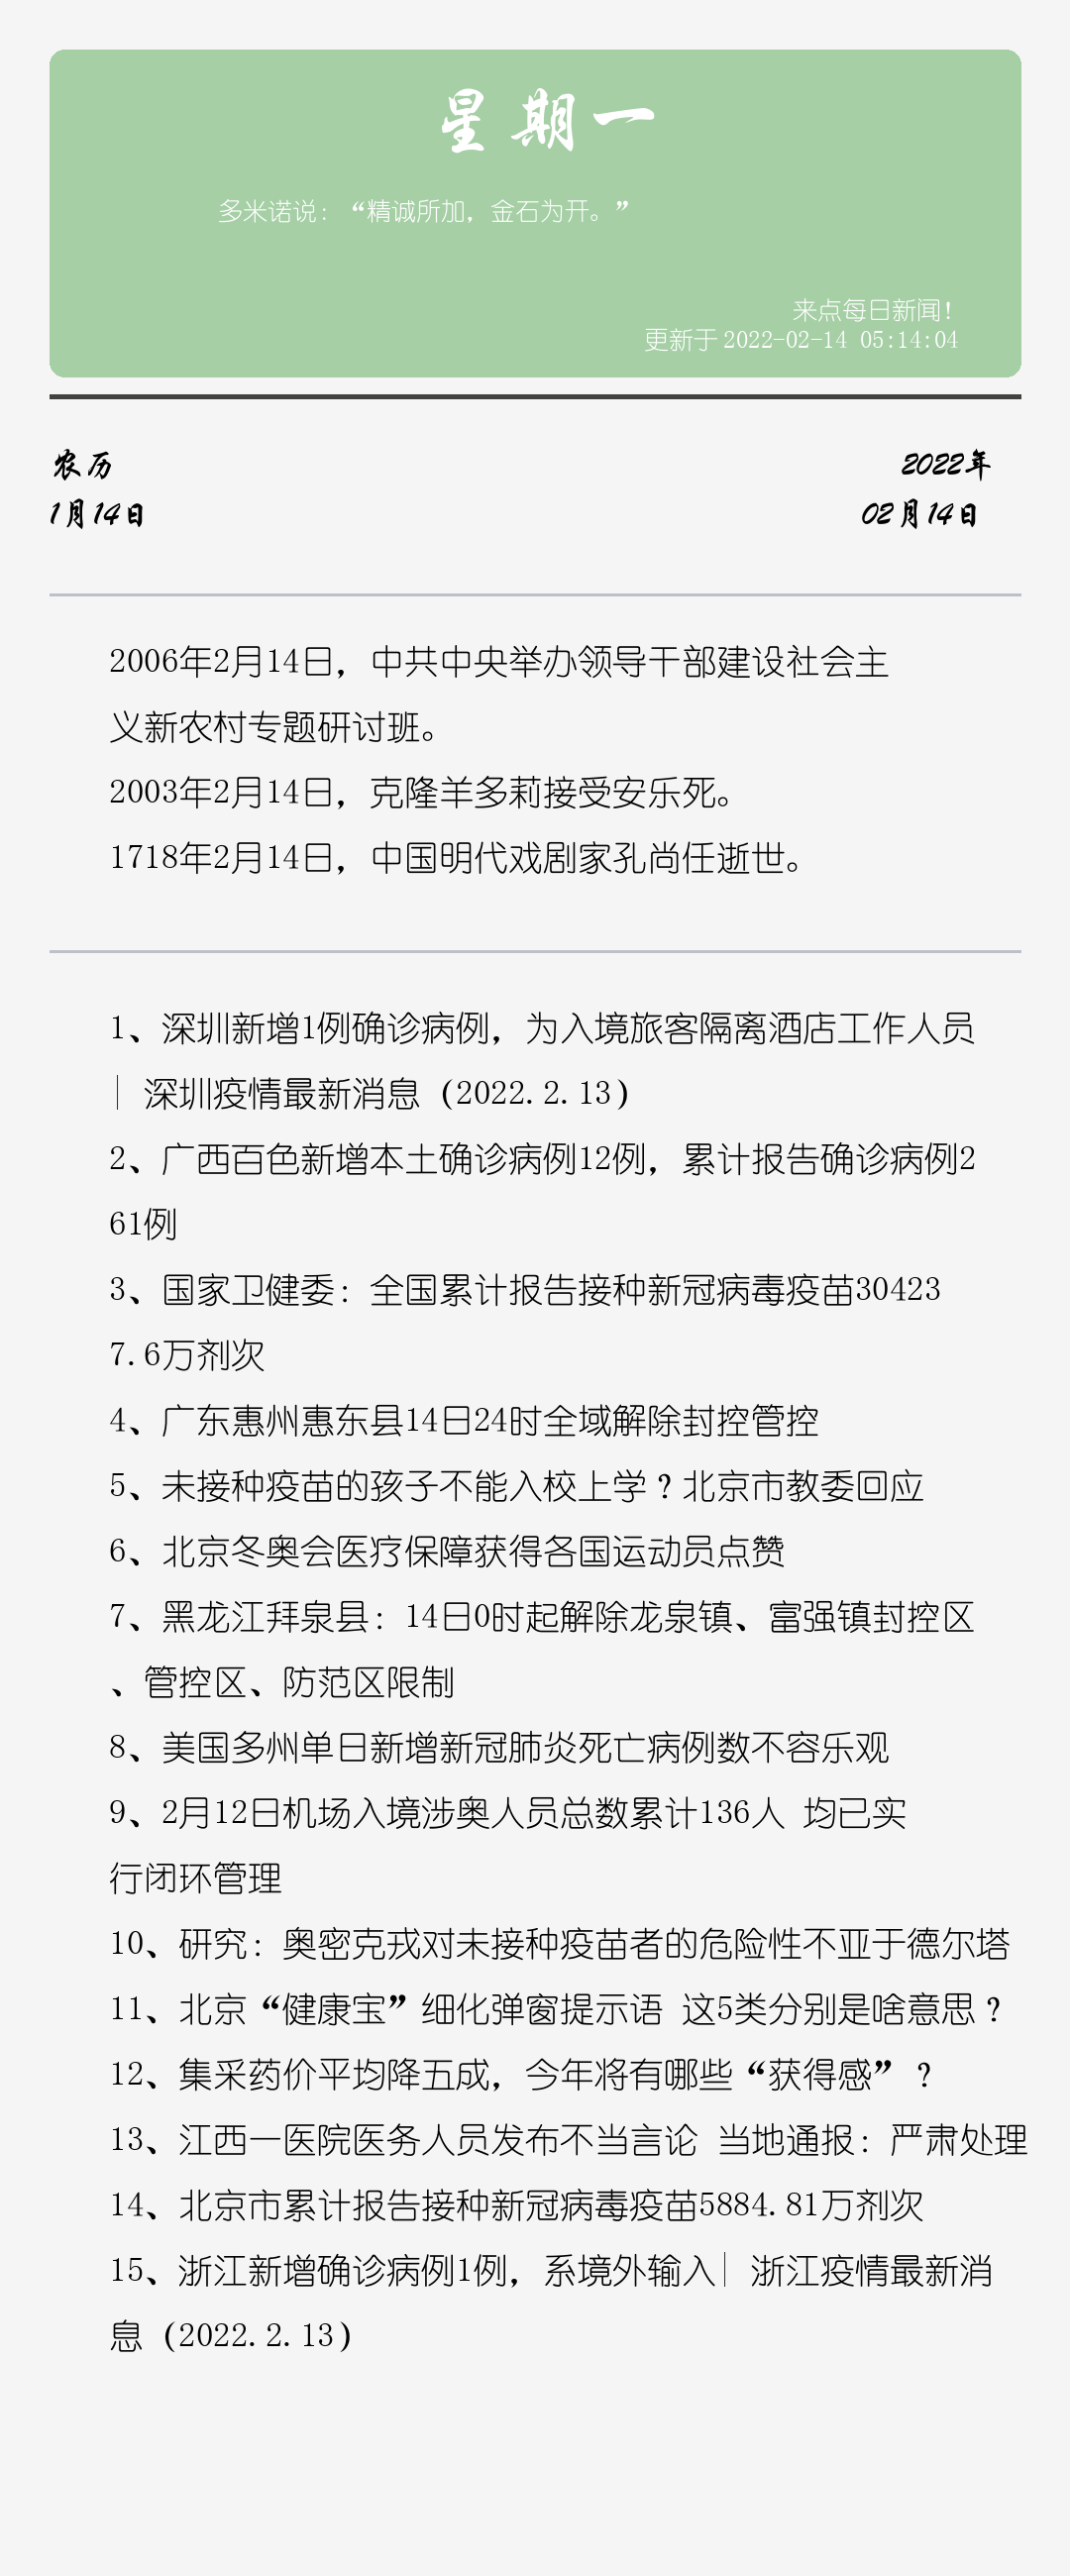 星期一
多米诺说：“精诚所加，金石为开。”
来点每日新闻！
更新于 2022-02-14 05:14:04
农历
2022年
1月14日
02月14日
2006年2月14日，中共中央举办领导干部建设社会主
义新农村专题研讨班。
2003年2月14日，克隆羊多莉接受安乐死。
1718年2月14日，中国明代戏剧家孔尚任逝世。
1、深圳新增1例确诊病例，为入境旅客隔离酒店工作人员
｜深圳疫情最新消息（2022.2.13）
2、广西百色新增本土确诊病例12例，累计报告确诊病例2
61例
3、国家卫健委：全国累计报告接种新冠病毒疫苗30423
7.6万剂次
4、广东惠州惠东县14日24时全域解除封控管控
5、未接种疫苗的孩子不能入校上学？北京市教委回应
6、北京冬奥会医疗保障获得各国运动员点赞
7、黑龙江拜泉县：14日0时起解除龙泉镇、富强镇封控区
、管控区、防范区限制
8、美国多州单日新增新冠肺炎死亡病例数不容乐观
9、2月12日机场入境涉奥人员总数累计136人 均已实
行闭环管理
10、研究：奥密克戎对未接种疫苗者的危险性不亚于德尔塔
11、北京“健康宝”细化弹窗提示语 这5类分别是啥意思？
12、集采药价平均降五成，今年将有哪些“获得感”？
13、江西一医院医务人员发布不当言论 当地通报：严肃处理
14、北京市累计报告接种新冠病毒疫苗5884.81万剂次
15、浙江新增确诊病例1例，系境外输入｜浙江疫情最新消
息（2022.2.13）